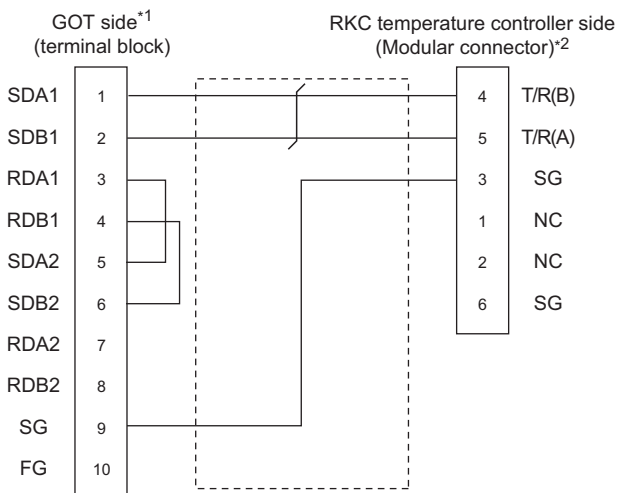 GOT side*1
(terminal block)
RKC temperature controller side
(Modular connector)*2
SDA1 1 4 T/R(B)
SDB1 2 5 T/R(A)
RDA1 3 3 SG
RDB1 4 1 NC
SDA2 5 2 NC
SDB2 6 6 SG
RDA2 7
RDB2 8
SG 9
FG 10